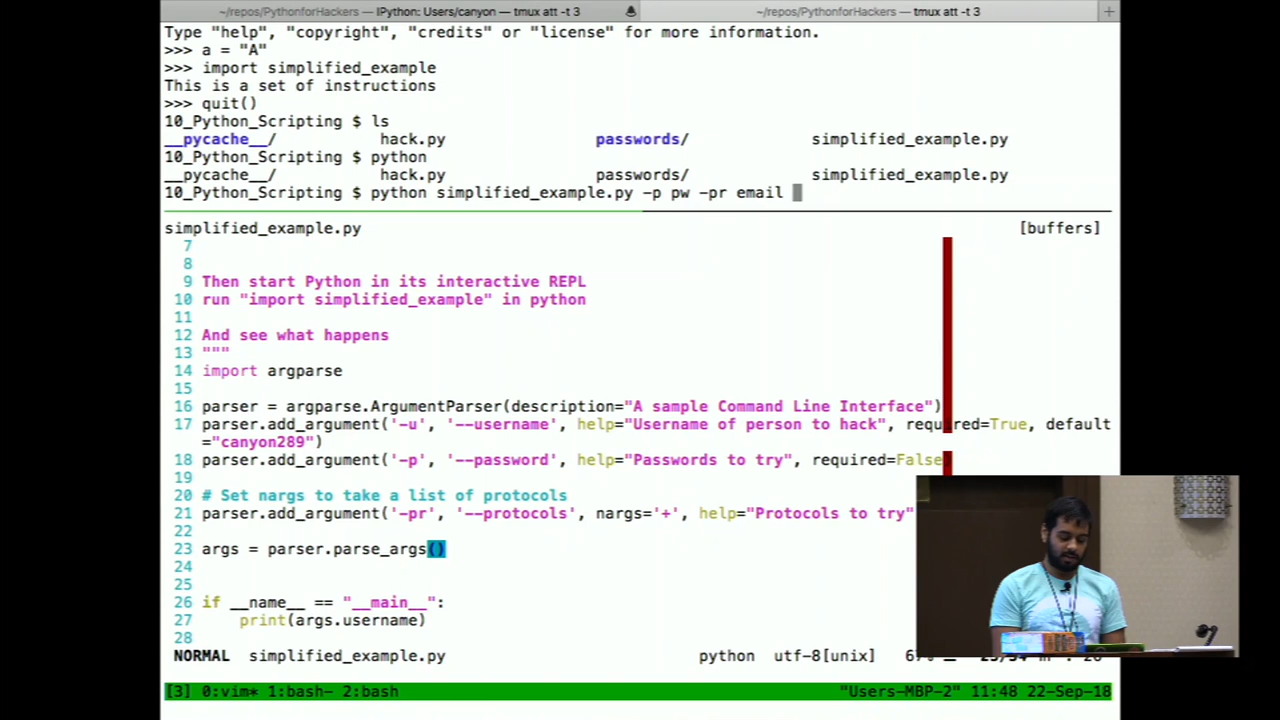 ~/repos/PythonforHackers — IPython: Users/canyon — tmux att -t 3
~/repos/PythonforHackers — tmux att -t 3 +
Type "help", "copyright", "credits" or "license" for more information.
>>> a = "A"
>>> import simplified_example
This is a set of instructions
>>> quit()
10_Python_Scripting $ ls
__pycache__/ hack.py passwords/ simplified_example.py
10_Python_Scripting $ python
__pycache__/ hack.py passwords/ simplified_example.py
10_Python_Scripting $ python simplified_example.py -p pw -pr email
simplified_example.py [buffers]
7
8
9 Then start Python in its interactive REPL
10 run "import simplified_example" in python
11
12 And see what happens
13 """
14 import argparse
15
16 parser = argparse.ArgumentParser(description="A sample Command Line Interface")
17 parser.add_argument('-u', '--username', help="Username of person to hack", required=True, default
="canyon289")
18 parser.add_argument('-p', '--password', help="Passwords to try", required=False
19
20 # Set nargs to take a list of protocols
21 parser.add_argument('-pr', '--protocols', nargs='+', help="Protocols to try"
22
23 args = parser.parse_args()
24
25
26 if __name__ == "__main__":
27 print(args.username)
28
NORMAL simplified_example.py python utf-8[unix]
[3] 0:vim* 1:bash- 2:bash "Users-MBP-2" 11:48 22-Sep-18